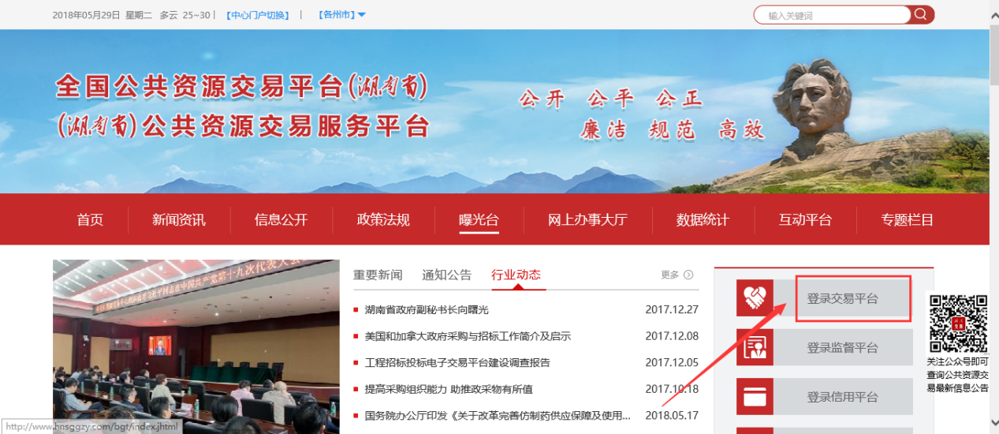 2018年05月29日 星期二 多云 25~30 | 【中心门户切换】 | 【各州市】
输入关键词
全国公共资源交易平台(湖南省)
(湖南省)公共资源交易服务平台
公开 公平 公正
廉洁 规范 高效
首页 新闻资讯 信息公开 政策法规 曝光台 网上办事大厅 数据统计 互动平台 专题栏目
重要新闻 通知公告 行业动态 更多
湖南省政府副秘书长向曙光 2017.12.27
美国和加拿大政府采购与招标工作简介及启示 2017.12.08
工程招标投标电子交易平台建设调查报告 2017.12.05
提高采购组织能力 助推政采物有所值 2017.10.18
国务院办公厅印发《关于改革完善仿制药供应保障及使用... 2018.05.17
登录交易平台
登录监督平台
登录信用平台
关注公众号即可
查询公共资源交
易最新信息公告
http://www.hnsggzy.com/bgt/index.jhtml